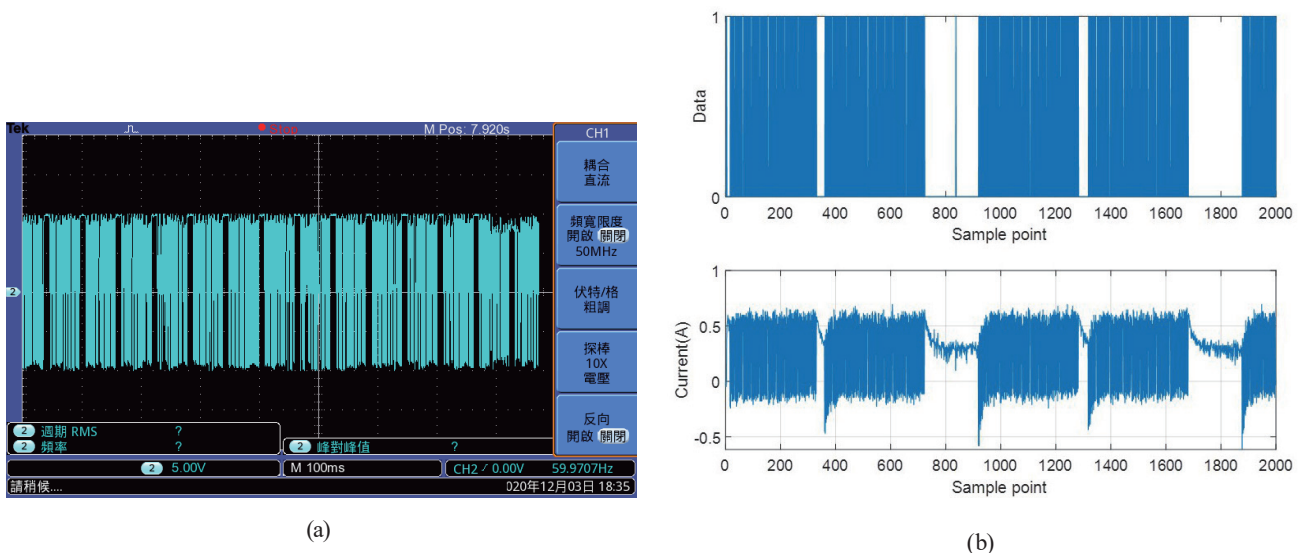 Tek
Stop
M Pos: 7.920s
CH1
耦合
直流
頻寬限度
開啟 關閉
50MHz
伏特/格
粗調
探棒
10X
電壓
反向
開啟 關閉
2
2 週期 RMS ?
2 頻率 ?
2 峰對峰值 ?
2 5.00V
M 100ms
CH2 ∕ 0.00V
59.9707Hz
請稍候....
020年12月03日 18:35
(a)
1
Data
0
0 200 400 600 800 1000 1200 1400 1600 1800 2000
Sample point
1
0.5
Current(A)
0
-0.5
0 200 400 600 800 1000 1200 1400 1600 1800 2000
Sample point
(b)